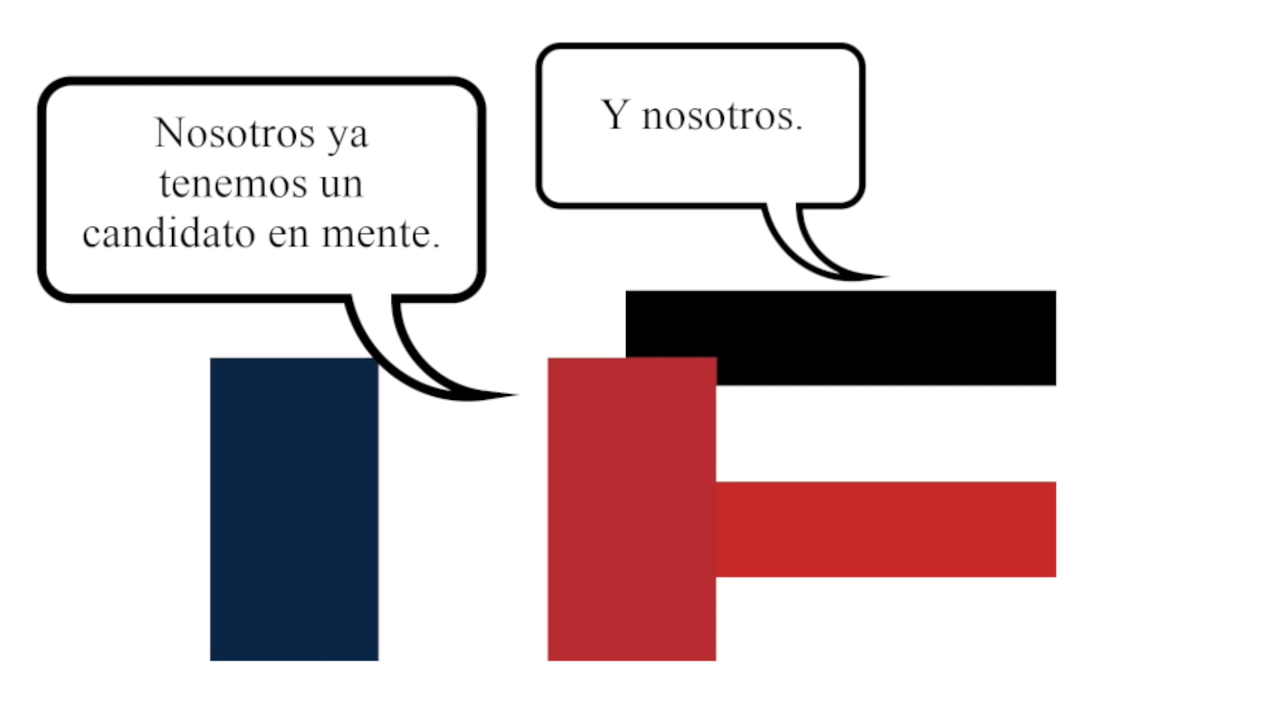 Nosotros ya
tenemos un
candidato en mente.
Y nosotros.